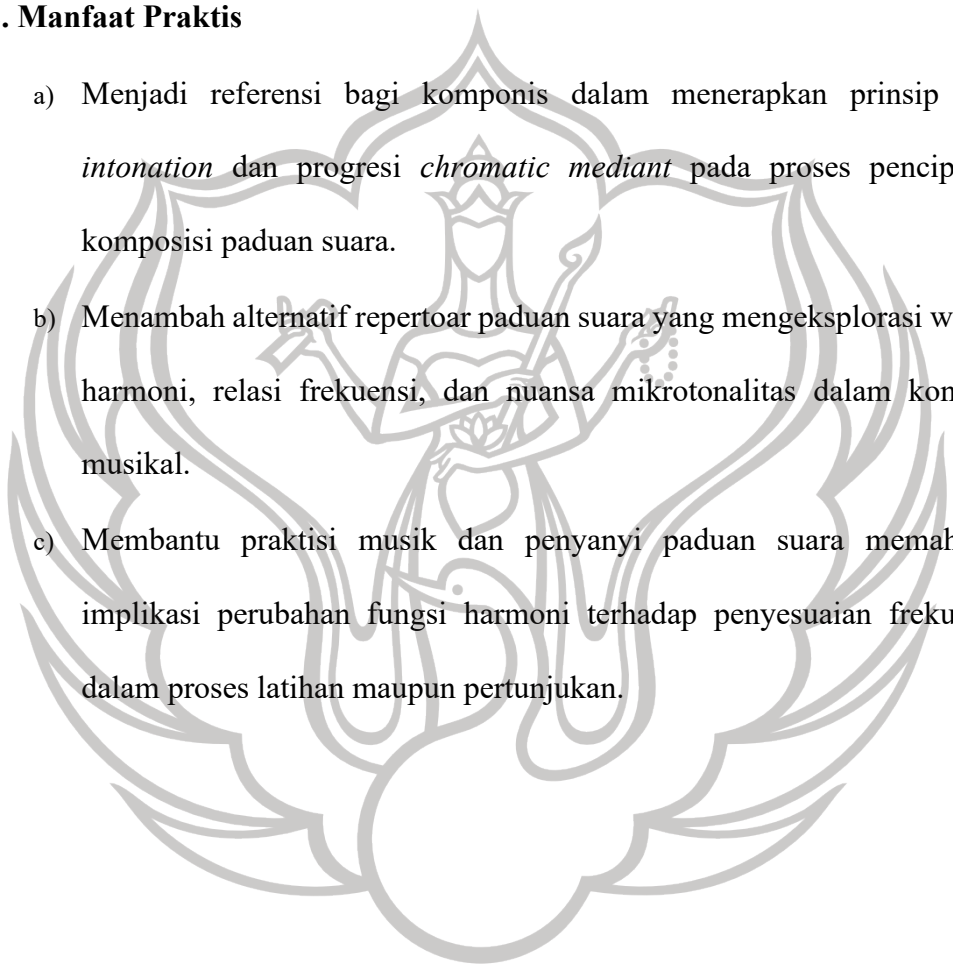 . Manfaat Praktis
a) Menjadi referensi bagi komponis dalam menerapkan prinsip
intonation dan progresi chromatic mediant pada proses pencip
komposisi paduan suara.
b) Menambah alternatif repertoar paduan suara yang mengeksplorasi w
harmoni, relasi frekuensi, dan nuansa mikrotonalitas dalam kon
musikal.
c) Membantu praktisi musik dan penyanyi paduan suara memah
implikasi perubahan fungsi harmoni terhadap penyesuaian freku
dalam proses latihan maupun pertunjukan.